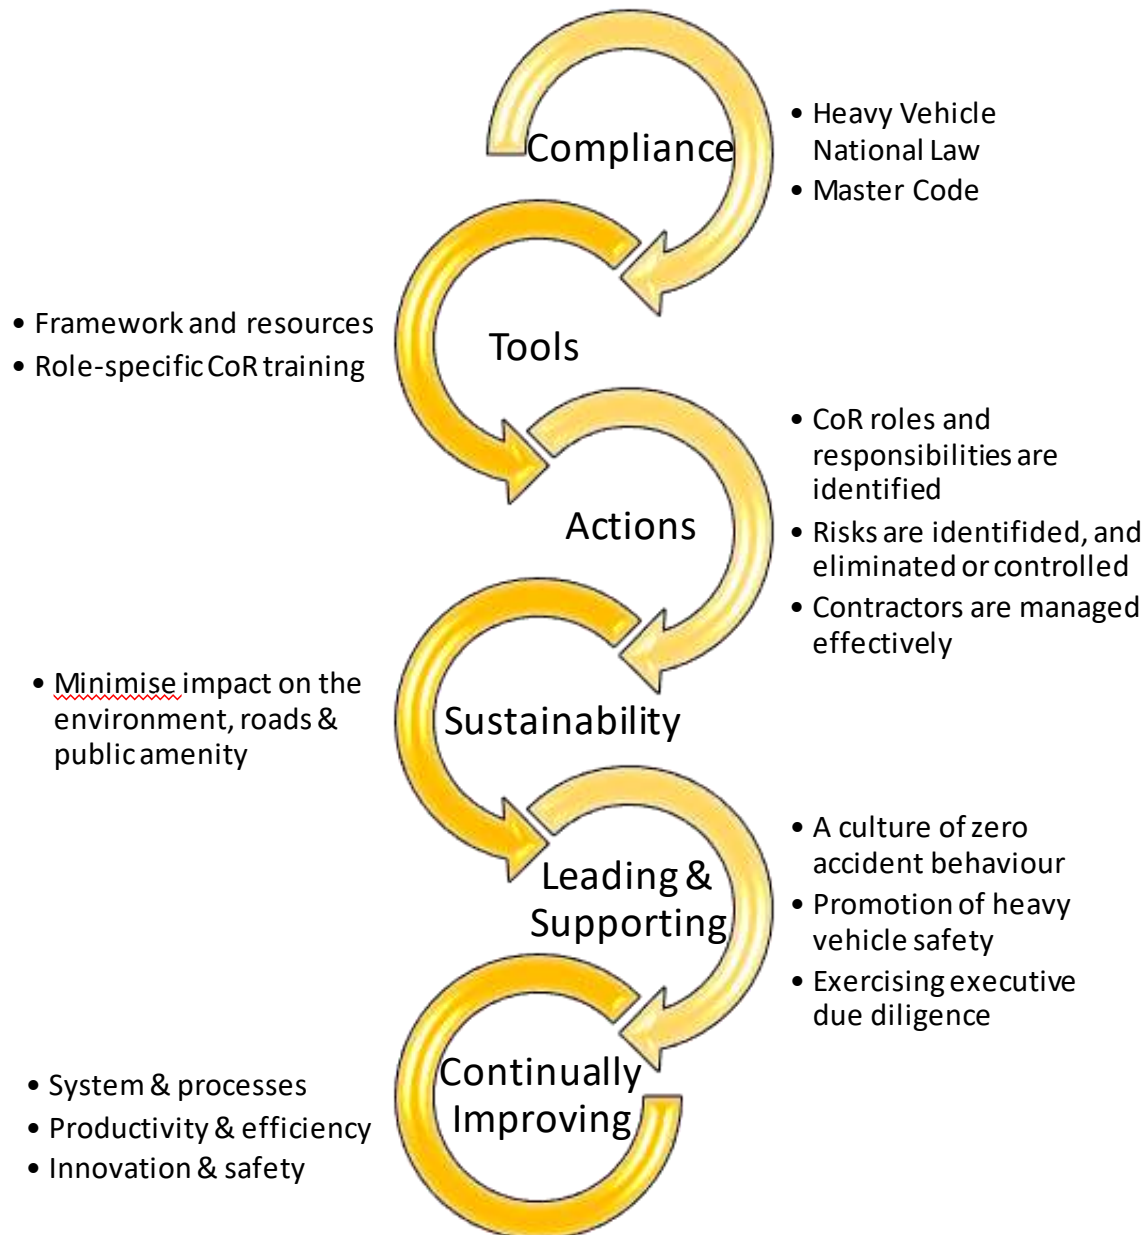 Compliance
• Heavy Vehicle
National Law
• Master Code
Tools
• Framework and resources
• Role-specific CoR training
Actions
• CoR roles and
responsibilities are
identified
• Risks are identifided, and
eliminated or controlled
• Contractors are managed
effectively
Sustainability
• Minimise impact on the
environment, roads &
public amenity
Leading &
Supporting
• A culture of zero
accident behaviour
• Promotion of heavy
vehicle safety
• Exercising executive
due diligence
Continually
Improving
• System & processes
• Productivity & efficiency
• Innovation & safety